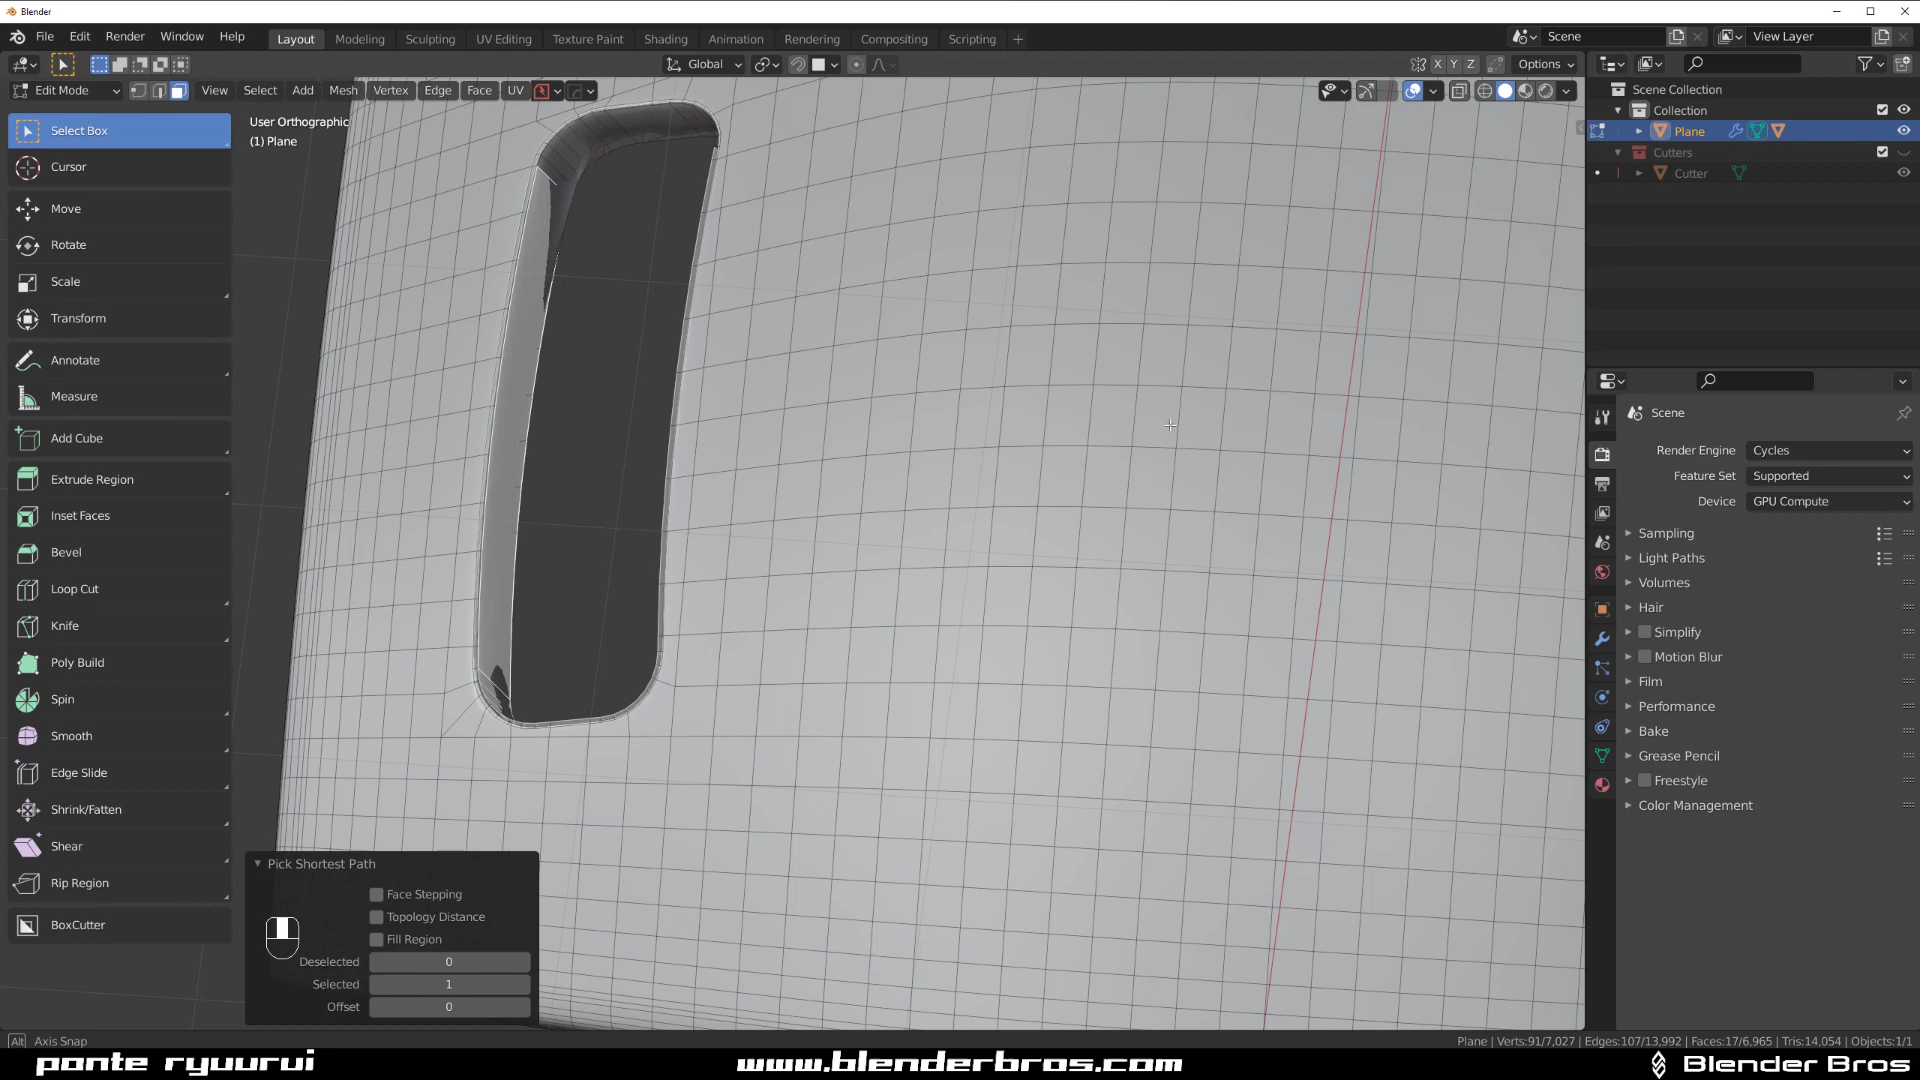 Blender
File Edit Render Window Help
Layout Modeling Sculpting UV Editing Texture Paint Shading Animation Rendering Compositing Scripting +
Scene
View Layer
Global
X Y Z
Options
Edit Mode
View Select Add Mesh Vertex Edge Face UV
User Orthographic
(1) Plane
Select Box
Cursor
Move
Rotate
Scale
Transform
Annotate
Measure
Add Cube
Extrude Region
Inset Faces
Bevel
Loop Cut
Knife
Poly Build
Spin
Smooth
Edge Slide
Shrink/Fatten
Shear
Rip Region
BoxCutter
Pick Shortest Path
Face Stepping
Topology Distance
Fill Region
Deselected 0
Selected 1
Offset 0
Scene Collection
Collection
Plane
Cutters
Cutter
Scene
Render Engine Cycles
Feature Set Supported
Device GPU Compute
Sampling
Light Paths
Volumes
Hair
Simplify
Motion Blur
Film
Performance
Bake
Grease Pencil
Freestyle
Color Management
Alt Axis Snap
Plane | Verts:91/7,027 | Edges:107/13,992 | Faces:17/6,965 | Tris:14,054 | Objects:1/1
ponte ryuurui
www.blenderbros.com
Blender Bros